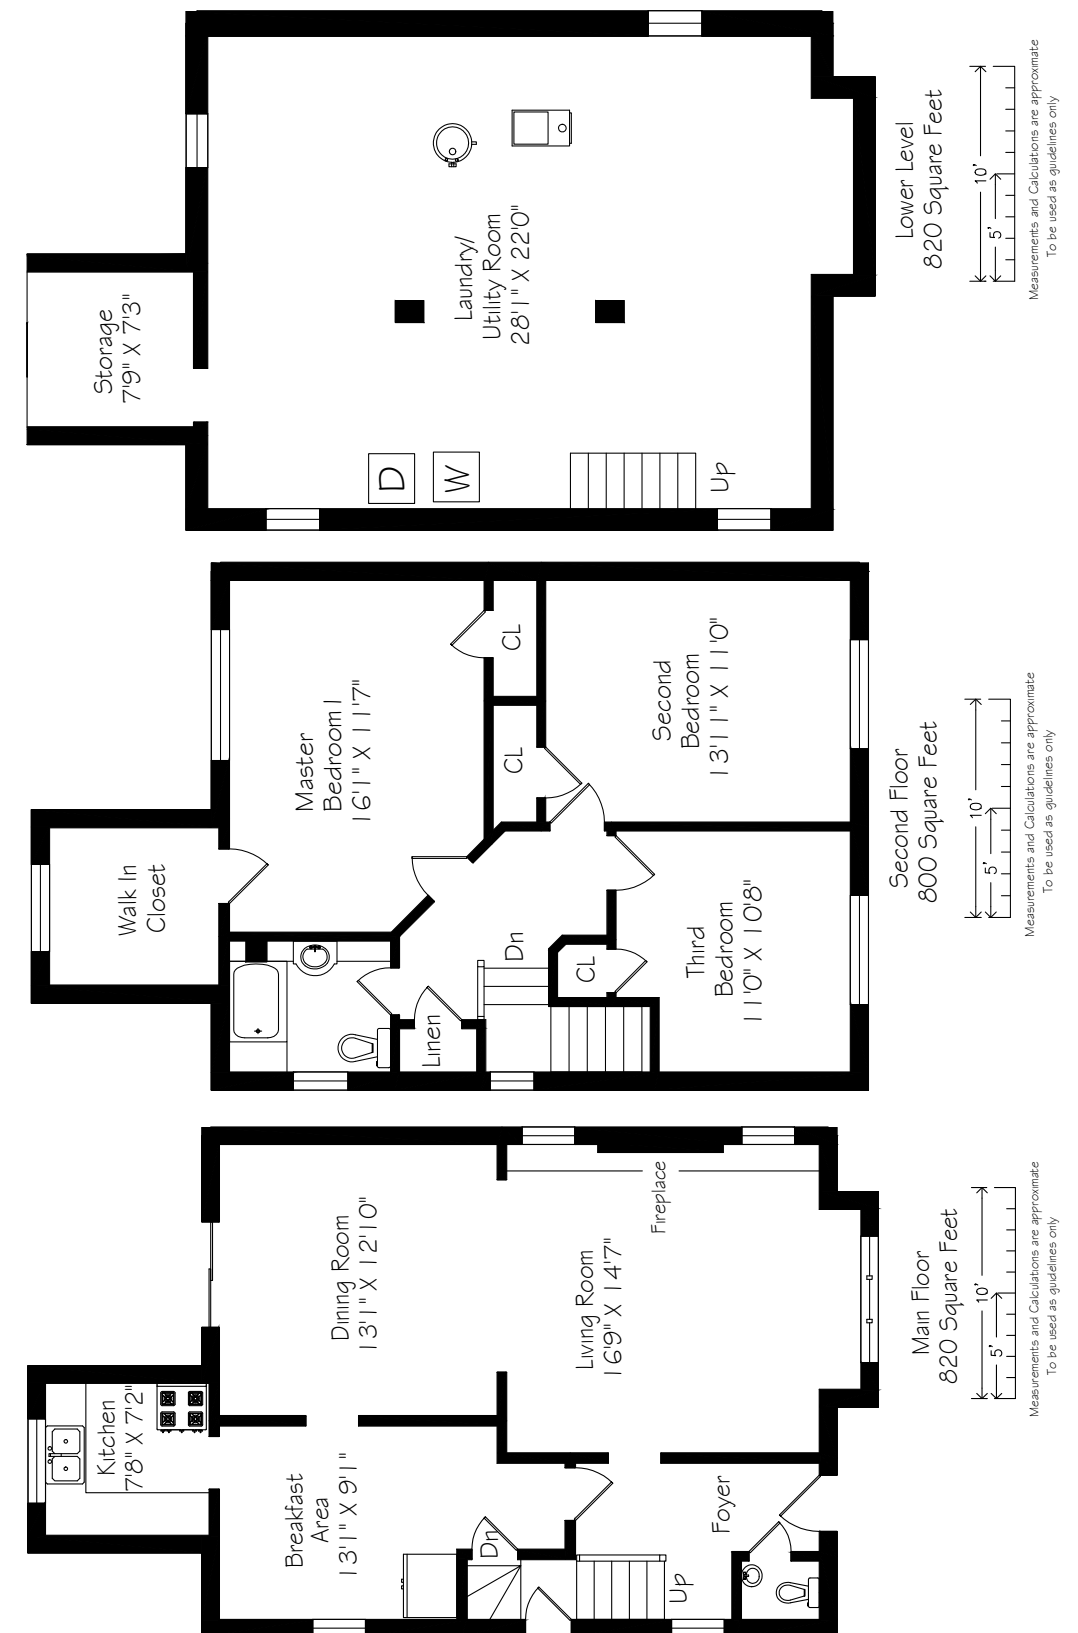 Storage
7'9" X 7'3"
Laundry/
Utility Room
28'1" X 22'0"
D
W
Up
Lower Level
820 Square Feet
5'
10'
Measurements and Calculations are approximate
To be used as guidelines only
Walk In
Closet
Master
Bedroom 1
16'1" X 11'7"
CL
CL
Second
Bedroom
13'11" X 11'0"
Linen
Dn
CL
Third
Bedroom
11'0" X 10'8"
Second Floor
800 Square Feet
5'
10'
Measurements and Calculations are approximate
To be used as guidelines only
Kitchen
7'8" X 7'2"
Dining Room
13'1" X 12'10"
Breakfast
Area
13'1" X 9'1"
Living Room
16'9" X 14'7"
Fireplace
Dn
Up
Foyer
Main Floor
820 Square Feet
5'
10'
Measurements and Calculations are approximate
To be used as guidelines only